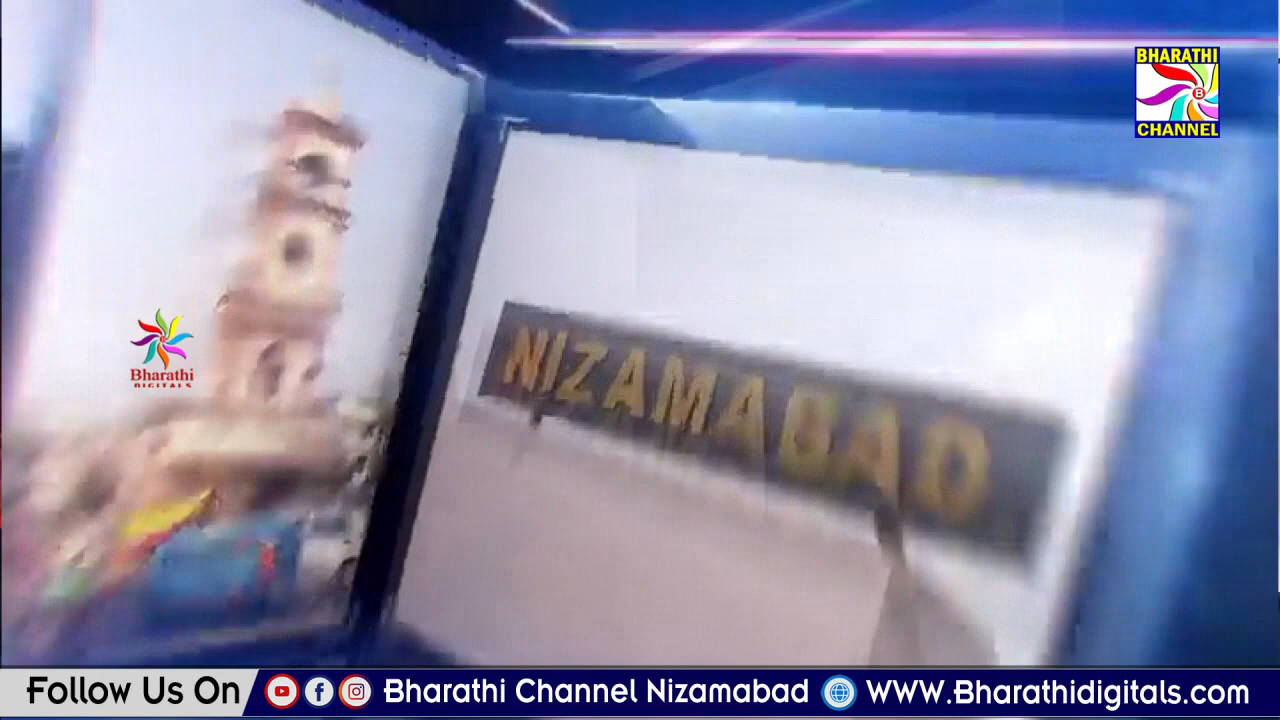 BHARATHI
B
CHANNEL
NIZAMABAD
Bharathi
DIGITALS
Follow Us On Bharathi Channel Nizamabad www.Bharathidigitals.com